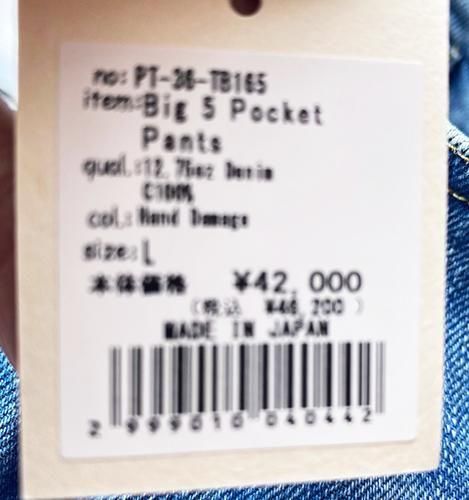 no: PT-36-TB165
item: Big 5 Pocket
Pants
qual.: 12.75oz Denim
C100%
col.: Hand Damage
size: L
本体価格 ¥42,000
(税込 ¥46,200)
MADE IN JAPAN
2 999010 040442